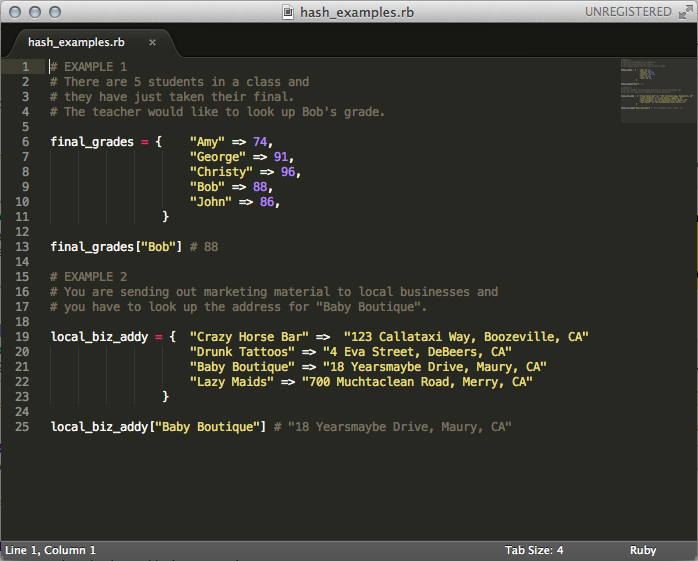 hash_examples.rb
UNREGISTERED
hash_examples.rb ×
1 # EXAMPLE 1
2 # There are 5 students in a class and
3 # they have just taken their final.
4 # The teacher would like to look up Bob's grade.
5
6 final_grades = { "Amy" => 74,
7 "George" => 91,
8 "Christy" => 96,
9 "Bob" => 88,
10 "John" => 86,
11 }
12
13 final_grades["Bob"] # 88
14
15 # EXAMPLE 2
16 # You are sending out marketing material to local businesses and
17 # you have to look up the address for "Baby Boutique".
18
19 local_biz_addy = { "Crazy Horse Bar" => "123 Callataxi Way, Boozeville, CA"
20 "Drunk Tattoos" => "4 Eva Street, DeBeers, CA"
21 "Baby Boutique" => "18 Yearsmaybe Drive, Maury, CA"
22 "Lazy Maids" => "700 Muchtaclean Road, Merry, CA"
23 }
24
25 local_biz_addy["Baby Boutique"] # "18 Yearsmaybe Drive, Maury, CA"
Line 1, Column 1
Tab Size: 4
Ruby